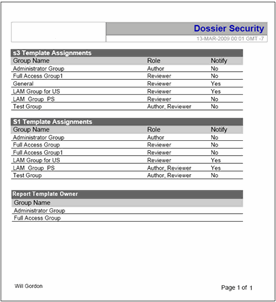 Dossier Security
13-MAR-2009 00:01 GMT -7
s3 Template Assignments
Group Name Role Notify
Administrator Group Author No
Full Access Group1 Reviewer No
General Reviewer Yes
LAM Group for US Reviewer Yes
LAM Group PS Reviewer No
Test Group Author, Reviewer No
S1 Template Assignments
Group Name Role Notify
Administrator Group Author No
Full Access Group Reviewer No
Full Access Group1 Reviewer No
LAM Group for US Reviewer Yes
LAM Group PS Author, Reviewer Yes
Test Group Author, Reviewer No
Report Template Owner
Group Name
Administrator Group
Full Access Group
Will Gordon Page 1 of 1